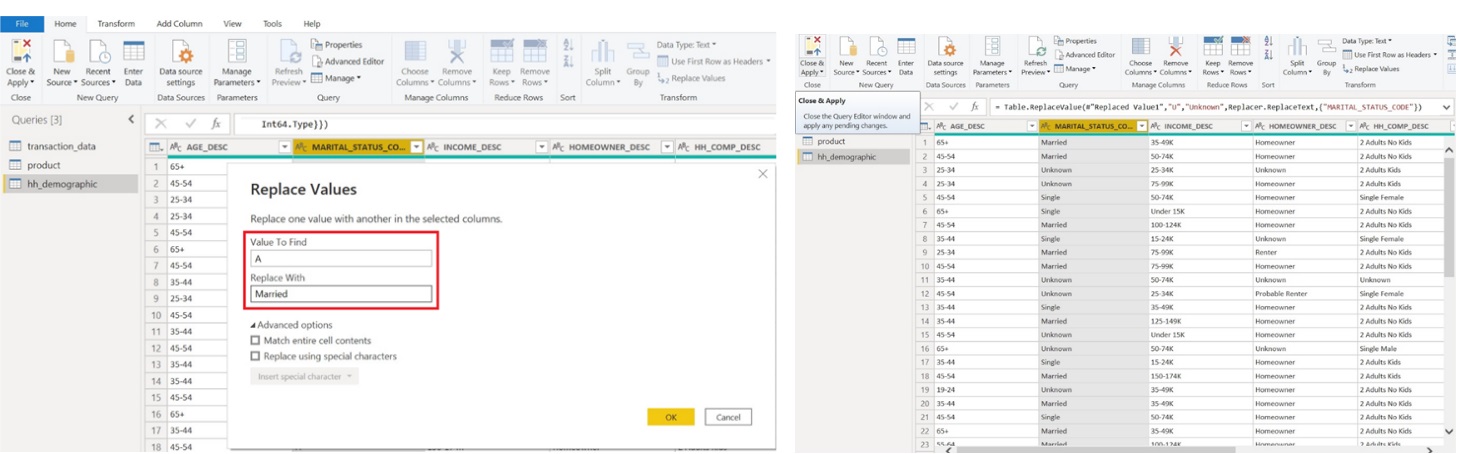 File Home Transform Add Column View Tools Help
Close & Apply New Source Recent Sources Enter Data Data source settings Manage Parameters Refresh Preview Properties Advanced Editor Manage Choose Columns Remove Columns Keep Rows Remove Rows Split Column Group By Data Type: Text Use First Row as Headers Replace Values
Close New Query Data Sources Parameters Query Manage Columns Reduce Rows Sort Transform
Queries [3]
fx Int64.Type}})
transaction_data
product
hh_demographic
AGE_DESC MARITAL_STATUS_CO... INCOME_DESC HOMEOWNER_DESC HH_COMP_DESC
1 65+
2 45-54
3 25-34
4 25-34
5 45-54
6 65+
7 45-54
8 35-44
9 25-34
10 45-54
11 35-44
12 45-54
13 35-44
14 35-44
15 45-54
16 65+
17 35-44
18 45-54
Replace Values
Replace one value with another in the selected columns.
Value To Find
A
Replace With
Married
Advanced options
Match entire cell contents
Replace using special characters
Insert special character
OK Cancel
Close & Apply New Source Recent Sources Enter Data Data source settings Manage Parameters Refresh Preview Properties Advanced Editor Manage Choose Columns Remove Columns Keep Rows Remove Rows Split Column Group By Data Type: Text Use First Row as Headers Replace Values
Close New Query Data Sources Parameters Query Manage Columns Reduce Rows Sort Transform
Close & Apply
Close the Query Editor window and
apply any pending changes.
fx = Table.ReplaceValue(#"Replaced Value1","U","Unknown",Replacer.ReplaceText,{"MARITAL_STATUS_CODE"})
product
hh_demographic
AGE_DESC MARITAL_STATUS_CO... INCOME_DESC HOMEOWNER_DESC HH_COMP_DESC
1 65+ Married 35-49K Homeowner 2 Adults No Kids
2 45-54 Married 50-74K Homeowner 2 Adults No Kids
3 25-34 Unknown 25-34K Unknown 2 Adults Kids
4 25-34 Unknown 75-99K Homeowner 2 Adults Kids
5 45-54 Single 50-74K Homeowner Single Female
6 65+ Single Under 15K Homeowner 2 Adults No Kids
7 45-54 Married 100-124K Homeowner 2 Adults No Kids
8 35-44 Single 15-24K Unknown Single Female
9 25-34 Married 75-99K Renter 2 Adults No Kids
10 45-54 Married 75-99K Homeowner 2 Adults No Kids
11 35-44 Unknown 50-74K Unknown Unknown
12 45-54 Unknown 25-34K Probable Renter Single Female
13 35-44 Single 35-49K Homeowner 2 Adults No Kids
14 35-44 Married 125-149K Homeowner 2 Adults No Kids
15 45-54 Unknown Under 15K Homeowner 2 Adults No Kids
16 65+ Unknown 50-74K Unknown Single Male
17 35-44 Single 15-24K Homeowner 2 Adults No Kids
18 45-54 Married 150-174K Homeowner 2 Adults Kids
19 19-24 Unknown 35-49K Homeowner 2 Adults No Kids
20 35-44 Married 35-49K Homeowner 2 Adults No Kids
21 45-54 Single 50-74K Homeowner 2 Adults No Kids
22 65+ Married 35-49K Homeowner 2 Adults No Kids
23 55-64 Married 100-124K Homeowner 2 Adults No Kids